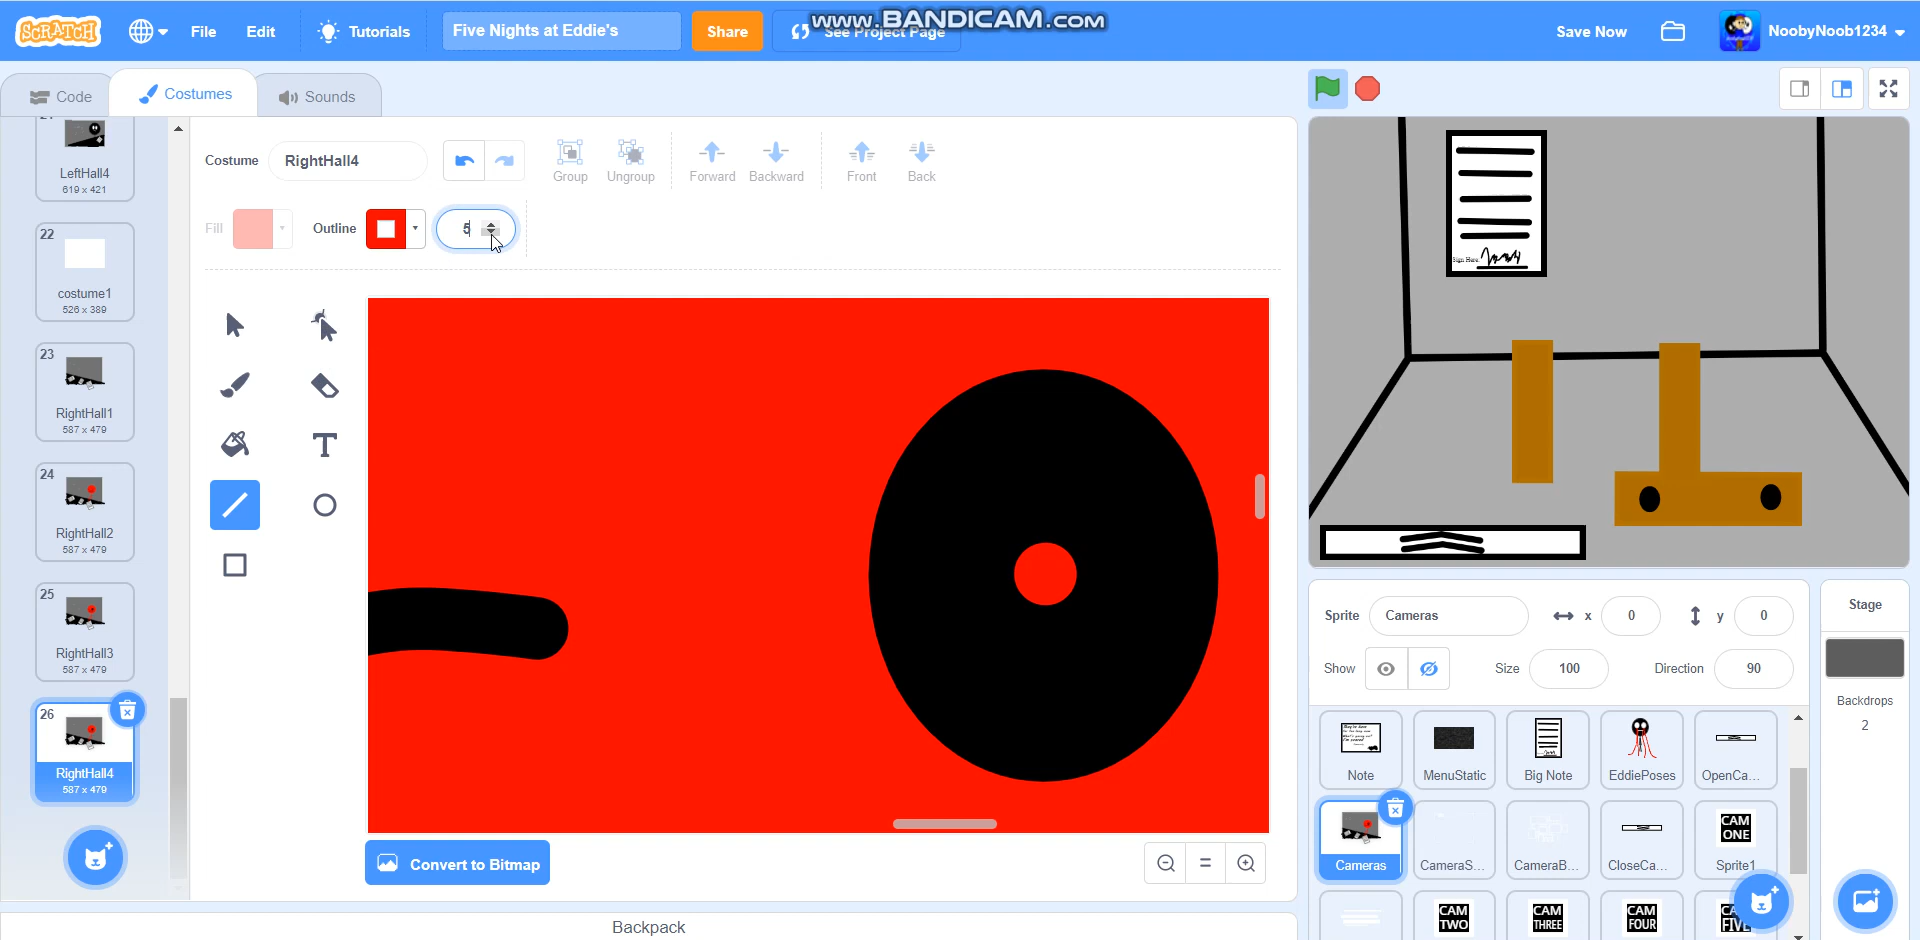 SCRATCH File Edit Tutorials Five Nights at Eddie's Share See Project Page Save Now NoobyNoob1234
www.BANDICAM.com
Code Costumes Sounds
LeftHall4
619 x 421
22
costume1
526 x 389
23
RightHall1
587 x 479
24
RightHall2
587 x 479
25
RightHall3
587 x 479
26
RightHall4
587 x 479
Costume RightHall4
Group Ungroup Forward Backward Front Back
Fill Outline 5
Convert to Bitmap
Backpack
Sign Here:
Sprite Cameras x 0 y 0
Show Size 100 Direction 90
Note MenuStatic Big Note EddiePoses OpenCa...
Cameras CameraS... CameraB... CloseCa... Sprite1
CAM ONE
CAM TWO
CAM THREE
CAM FOUR
Stage
Backdrops
2